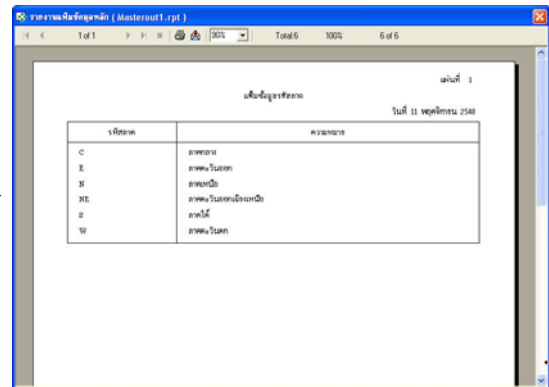 รายงานแฟ้มข้อมูลหลัก ( Masterout1.rpt )
1 of 1 90% Total:6 100% 6 of 6
แผ่นที่ 1
แฟ้มข้อมูลรหัสภาค
วันที่ 11 พฤศจิกายน 2548
รหัสภาค ความหมาย
C ภาคกลาง
E ภาคตะวันออก
N ภาคเหนือ
NE ภาคตะวันออกเฉียงเหนือ
S ภาคใต้
W ภาคตะวันตก